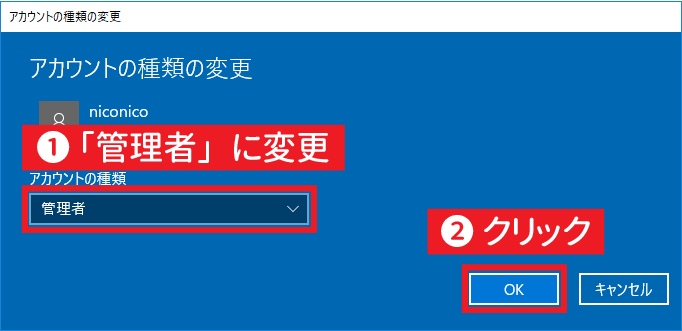 アカウントの種類の変更
アカウントの種類の変更
niconico
❶「管理者」に変更
アカウントの種類
管理者
❷クリック
OK
キャンセル